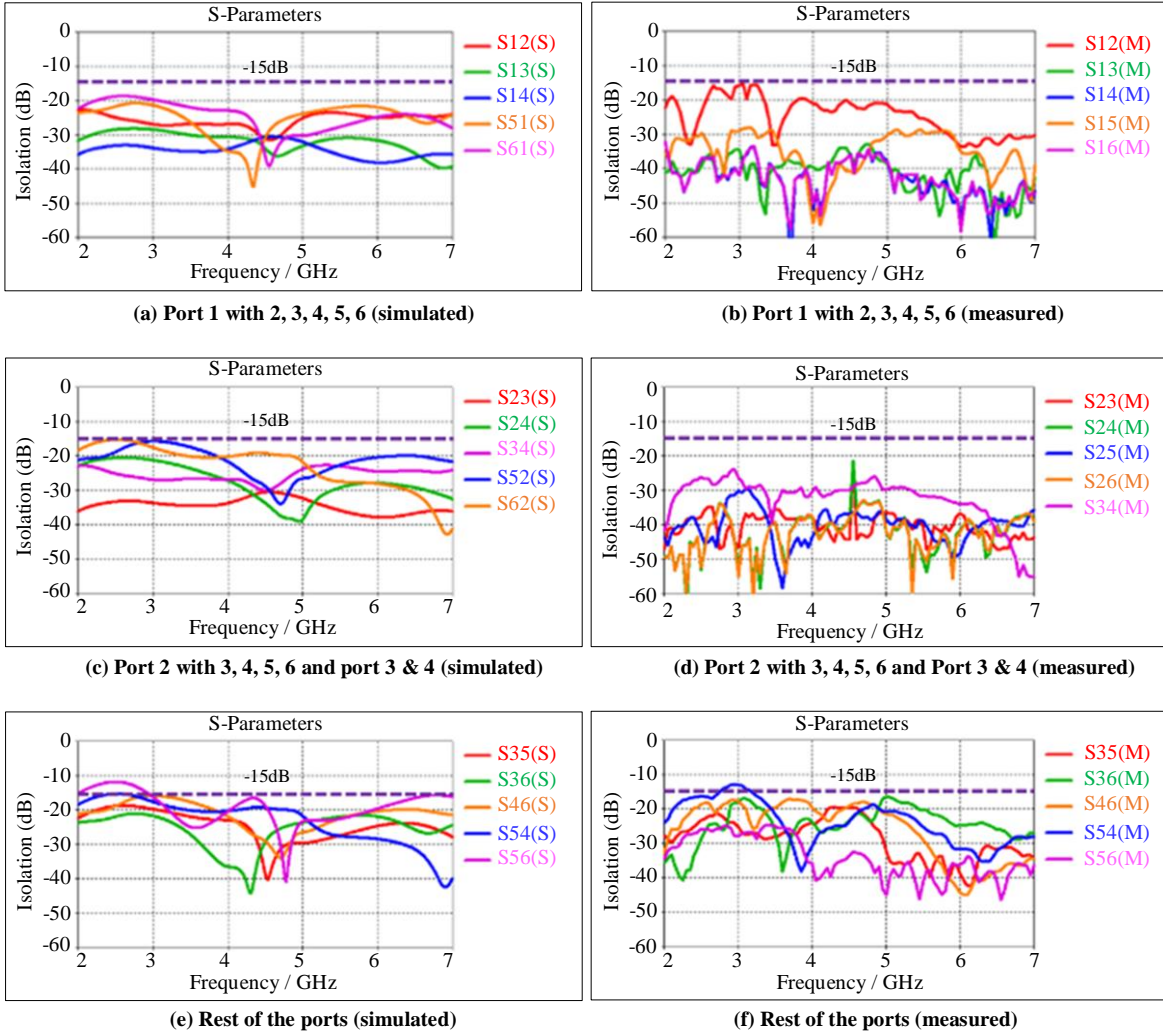 S-Parameters
0
-10
-20
-30
-40
-50
-60
Isolation (dB)
-15dB
2
3
4
5
6
7
Frequency / GHz
S12(S)
S13(S)
S14(S)
S51(S)
S61(S)
(a) Port 1 with 2, 3, 4, 5, 6 (simulated)
S-Parameters
0
-10
-20
-30
-40
-50
-60
Isolation (dB)
-15dB
2
3
4
5
6
7
Frequency / GHz
S12(M)
S13(M)
S14(M)
S15(M)
S16(M)
(b) Port 1 with 2, 3, 4, 5, 6 (measured)
S-Parameters
0
-10
-20
-30
-40
-50
-60
Isolation (dB)
-15dB
2
3
4
5
6
7
Frequency / GHz
S23(S)
S24(S)
S34(S)
S52(S)
S62(S)
(c) Port 2 with 3, 4, 5, 6 and port 3 & 4 (simulated)
S-Parameters
0
-10
-20
-30
-40
-50
-60
Isolation (dB)
-15dB
2
3
4
5
6
7
Frequency / GHz
S23(M)
S24(M)
S25(M)
S26(M)
S34(M)
(d) Port 2 with 3, 4, 5, 6 and Port 3 & 4 (measured)
S-Parameters
0
-10
-20
-30
-40
-50
-60
Isolation (dB)
-15dB
2
3
4
5
6
7
Frequency / GHz
S35(S)
S36(S)
S46(S)
S54(S)
S56(S)
(e) Rest of the ports (simulated)
S-Parameters
0
-10
-20
-30
-40
-50
-60
Isolation (dB)
-15dB
2
3
4
5
6
7
Frequency / GHz
S35(M)
S36(M)
S46(M)
S54(M)
S56(M)
(f) Rest of the ports (measured)